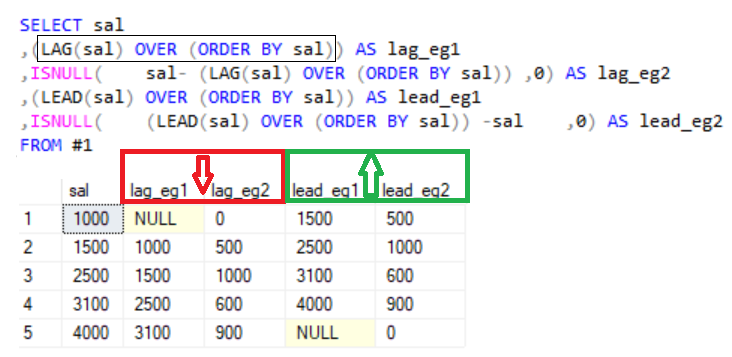 SELECT sal
,(LAG(sal) OVER (ORDER BY sal)) AS lag_eg1
,ISNULL( sal- (LAG(sal) OVER (ORDER BY sal)) ,0) AS lag_eg2
,(LEAD(sal) OVER (ORDER BY sal)) AS lead_eg1
,ISNULL( (LEAD(sal) OVER (ORDER BY sal)) -sal ,0) AS lead_eg2
FROM #1
sal lag_eg1 lag_eg2 lead_eg1 lead_eg2
1 1000 NULL 0 1500 500
2 1500 1000 500 2500 1000
3 2500 1500 1000 3100 600
4 3100 2500 600 4000 900
5 4000 3100 900 NULL 0